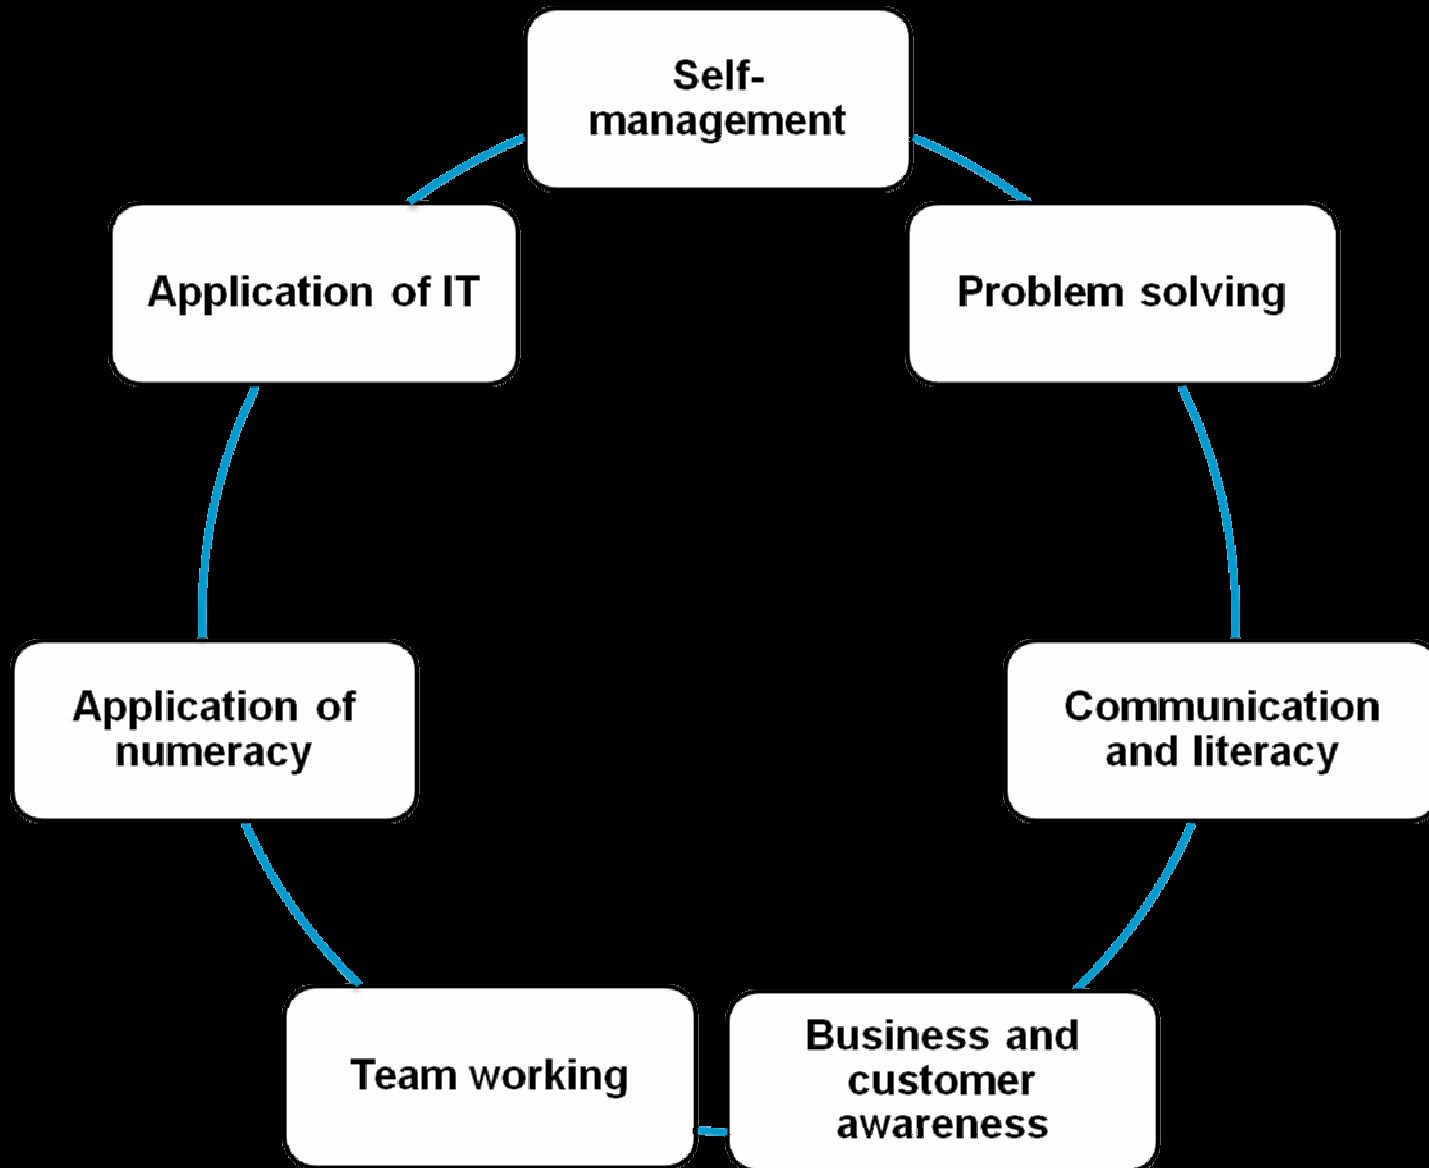 Self-
management
Application of IT
Problem solving
Application of
numeracy
Communication
and literacy
Team working
Business and
customer
awareness